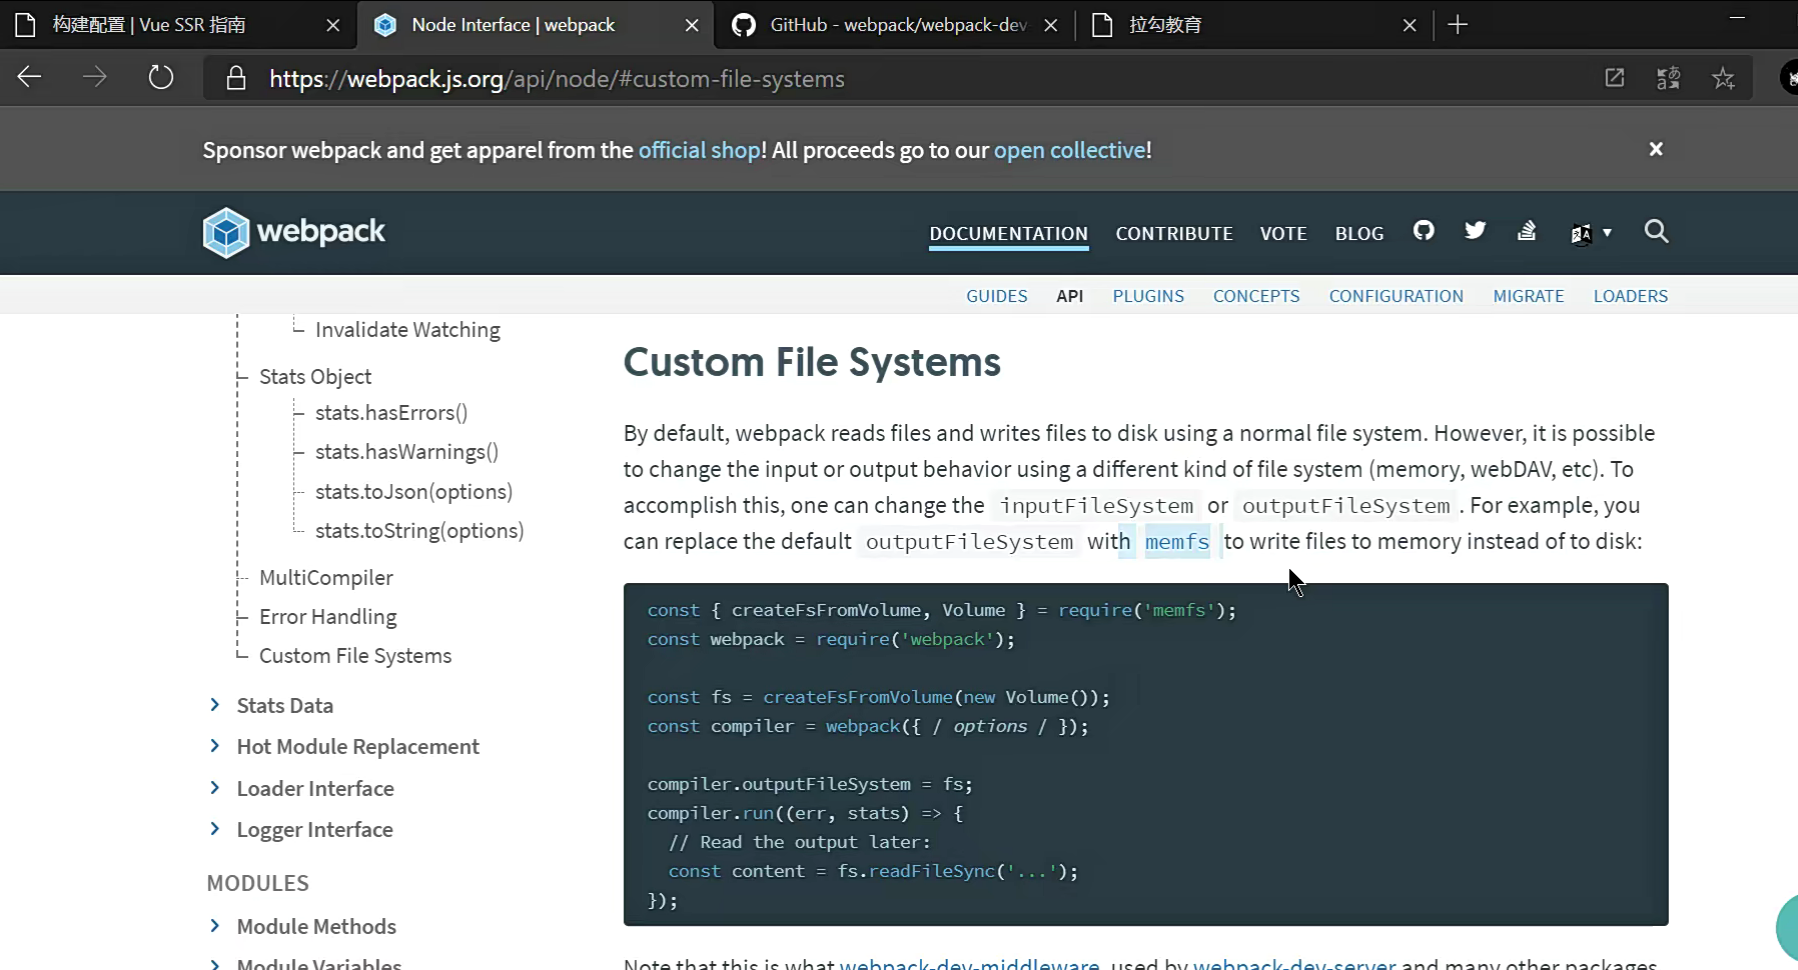 构建配置 | Vue SSR 指南
Node Interface | webpack
GitHub - webpack/webpack-dev-
拉勾教育
https://webpack.js.org/api/node/#custom-file-systems
Sponsor webpack and get apparel from the official shop! All proceeds go to our open collective!
webpack
DOCUMENTATION CONTRIBUTE VOTE BLOG
GUIDES API PLUGINS CONCEPTS CONFIGURATION MIGRATE LOADERS
Invalidate Watching
Stats Object
stats.hasErrors()
stats.hasWarnings()
stats.toJson(options)
stats.toString(options)
MultiCompiler
Error Handling
Custom File Systems
Stats Data
Hot Module Replacement
Loader Interface
Logger Interface
MODULES
Module Methods
Module Variables
Custom File Systems
By default, webpack reads files and writes files to disk using a normal file system. However, it is possible
to change the input or output behavior using a different kind of file system (memory, webDAV, etc). To
accomplish this, one can change the inputFileSystem or outputFileSystem. For example, you
can replace the default outputFileSystem with memfs to write files to memory instead of to disk:
const { createFsFromVolume, Volume } = require('memfs');
const webpack = require('webpack');
const fs = createFsFromVolume(new Volume());
const compiler = webpack({ / options / });
compiler.outputFileSystem = fs;
compiler.run((err, stats) => {
// Read the output later:
const content = fs.readFileSync('...');
});
Note that this is what webpack-dev-middleware, used by webpack-dev-server and many other packages